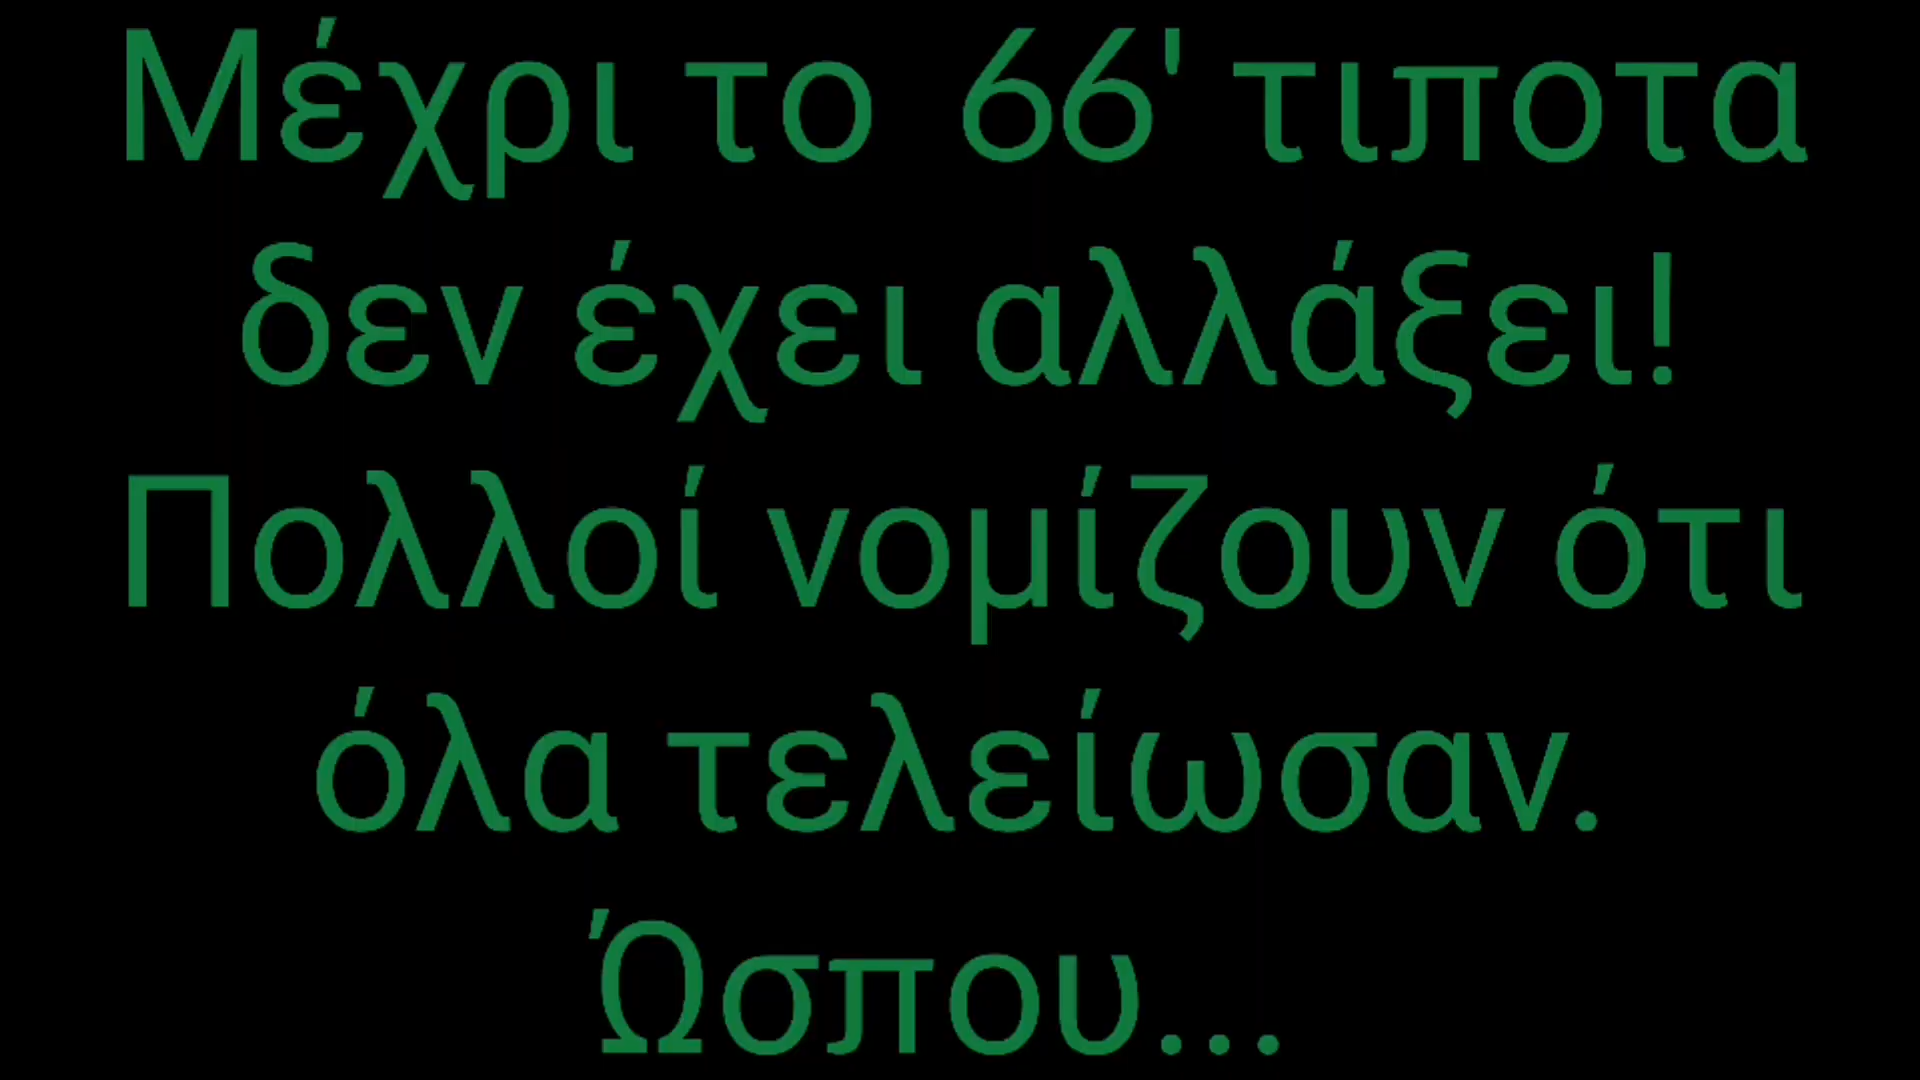 Μέχρι το  66' τιποτα
δεν έχει αλλάξει!
Πολλοί νομίζουν ότι
όλα τελείωσαν.
Ώσπου...